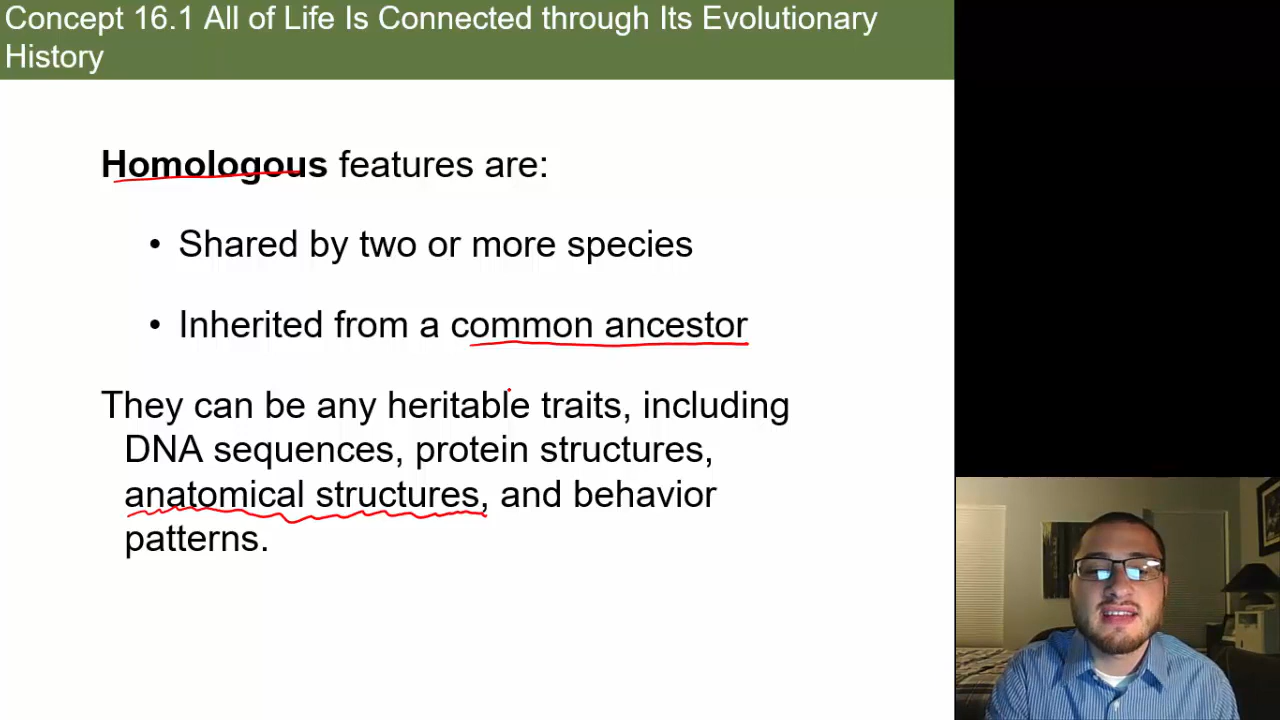 Concept 16.1 All of Life Is Connected through Its Evolutionary
History
Homologous features are:
• Shared by two or more species
• Inherited from a common ancestor
They can be any heritable traits, including
DNA sequences, protein structures,
anatomical structures, and behavior
patterns.